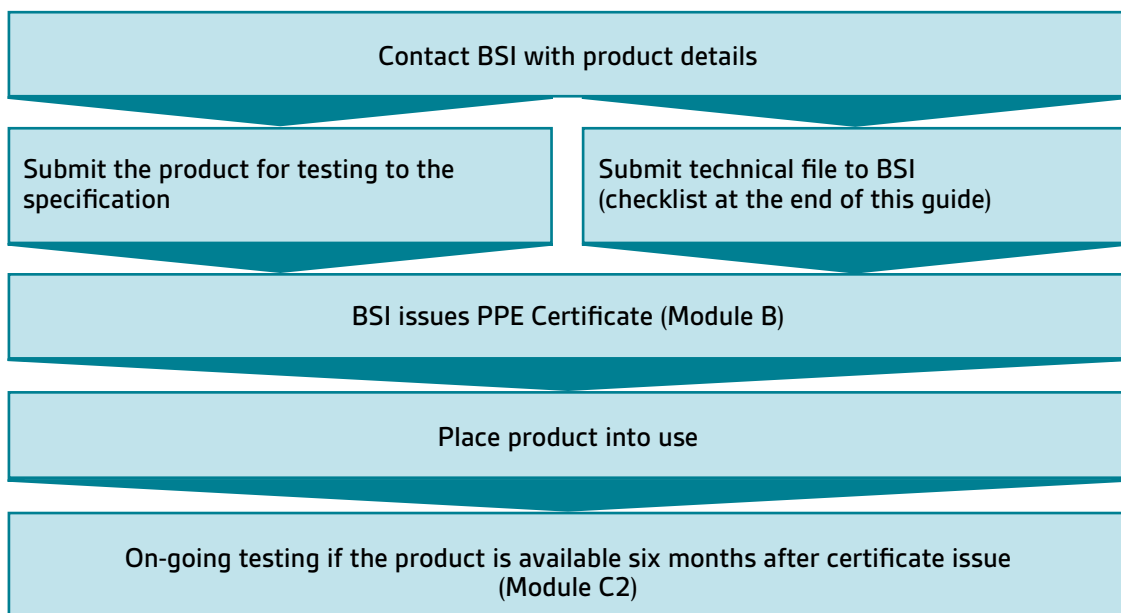 Contact BSI with product details
Submit the product for testing to the
specification
Submit technical file to BSI
(checklist at the end of this guide)
BSI issues PPE Certificate (Module B)
Place product into use
On-going testing if the product is available six months after certificate issue
(Module C2)